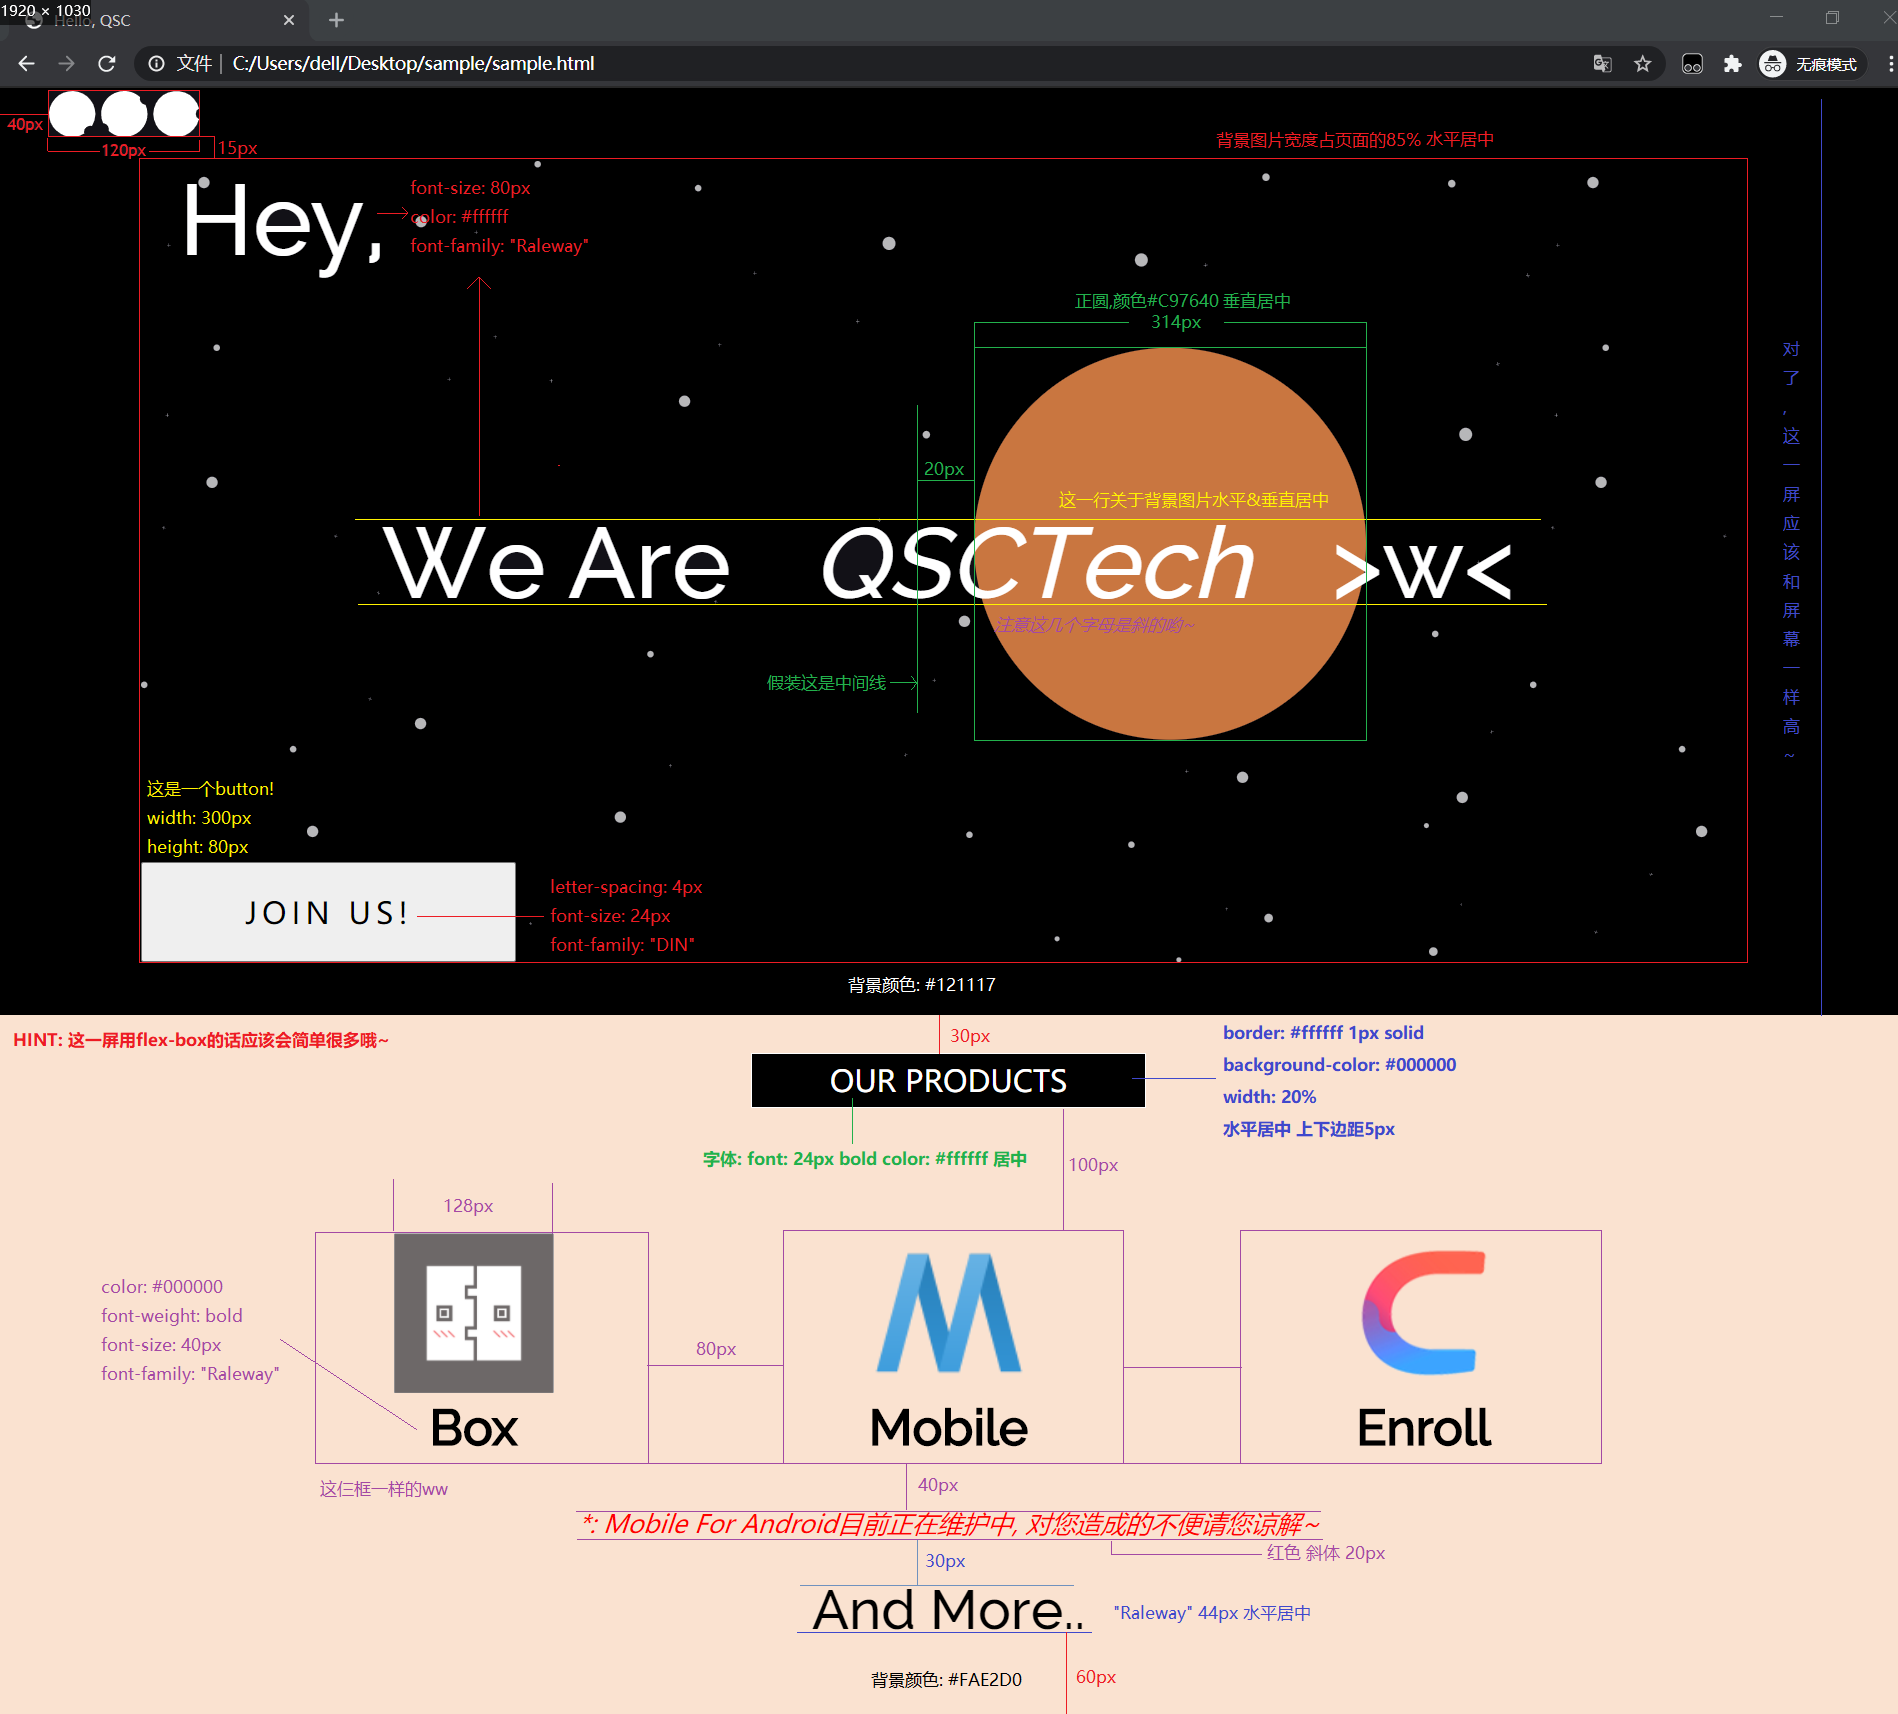 1920 × 1030
Hello, QSC
文件
C:/Users/dell/Desktop/sample/sample.html
无痕模式
40px
120px
15px
背景图片宽度占页面的85% 水平居中
Hey,
font-size: 80px
color: #ffffff
font-family: "Raleway"
正圆,颜色#C97640 垂直居中
314px
对了,这一屏应该和屏幕一样高~
20px
这一行关于背景图片水平&垂直居中
We Are QSCTech >w<
注意这几个字母是斜的哟~
假装这是中间线
这是一个button!
width: 300px
height: 80px
JOIN US!
letter-spacing: 4px
font-size: 24px
font-family: "DIN"
背景颜色: #121117
HINT: 这一屏用flex-box的话应该会简单很多哦~
30px
OUR PRODUCTS
border: #ffffff 1px solid
background-color: #000000
width: 20%
水平居中 上下边距5px
字体: font: 24px bold color: #ffffff 居中
100px
128px
color: #000000
font-weight: bold
font-size: 40px
font-family: "Raleway"
80px
Box
Mobile
Enroll
这仨框一样的ww
40px
*: Mobile For Android目前正在维护中, 对您造成的不便请您谅解~
红色 斜体 20px
30px
And More..
"Raleway" 44px 水平居中
背景颜色: #FAE2D0
60px